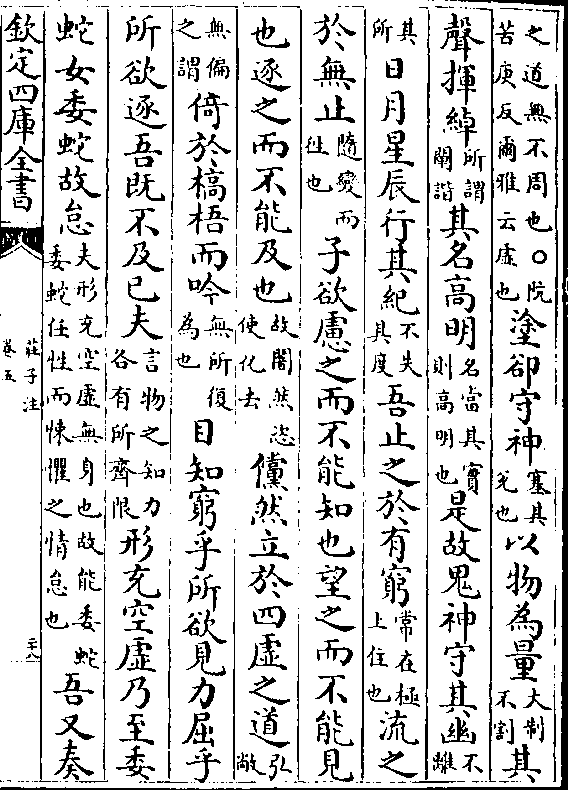 之道無不周也〇阬苦庚反爾雅云虛也塗卻守神塞其兌也以物為量大制不割其
聲揮綽所謂闡諧其名高明名當其實則高明也是故鬼神守其幽不離
其所日月星辰行其紀不失其度吾止之於有窮常在極上住也流之
於無止隨變而徃也子欲慮之而不能知也望之而不能見
也逐之而不能及也故闇然恣使化去儻然立於四虛之道弘敞
無偏之謂倚於槁梧而吟無所復為也目知窮乎所欲見力屈乎
所欲逐吾既不及已夫言物之知力各有所齊限形充空虛乃至委
蛇女委蛇故怠夫形充空虛無身也故能委蛇委蛇任性而悚懼之情怠也吾又奏
欽定四庫全書
莊子注
卷五
二十八